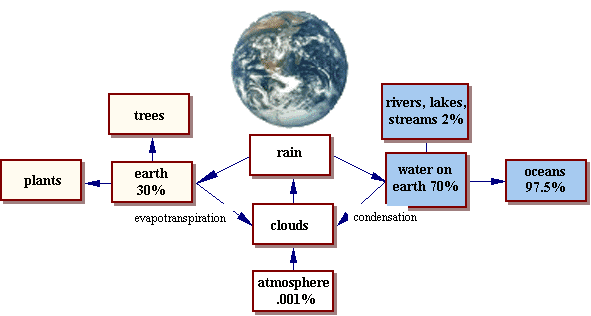 rivers, lakes,
streams 2%
trees
rain
plants
earth
30%
water on
earth 70%
oceans
97.5%
evapotranspiration
condensation
clouds
atmosphere
.001%